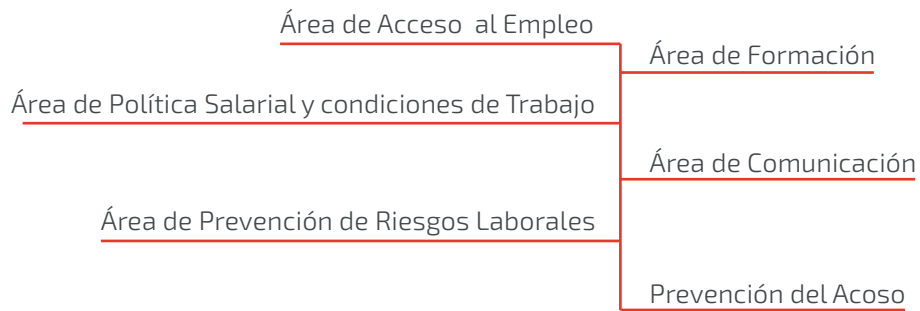 Área de Acceso al Empleo
Área de Formación
Área de Política Salarial y condiciones de Trabajo
Área de Comunicación
Área de Prevención de Riesgos Laborales
Prevención del Acoso